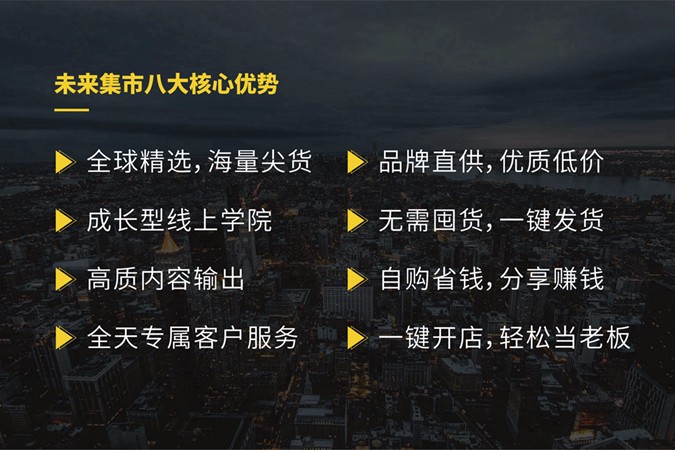 未来集市八大核心优势
全球精选，海量尖货
品牌直供，优质低价
成长型线上学院
无需囤货，一键发货
高质内容输出
自购省钱，分享赚钱
全天专属客户服务
一键开店，轻松当老板